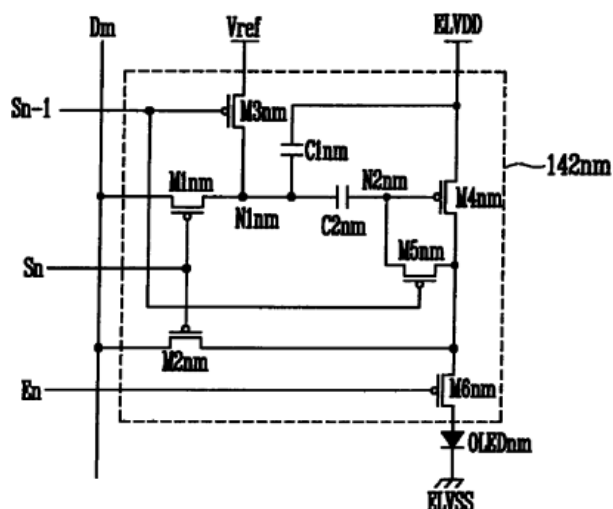 Dm
Vref
ELVDD
Sn-1
M3nm
C1nm
142nm
M1nm
N1nm
N2nm
C2nm
M4nm
M5nm
Sn
M2nm
En
M6nm
OLEDnm
ELVSS